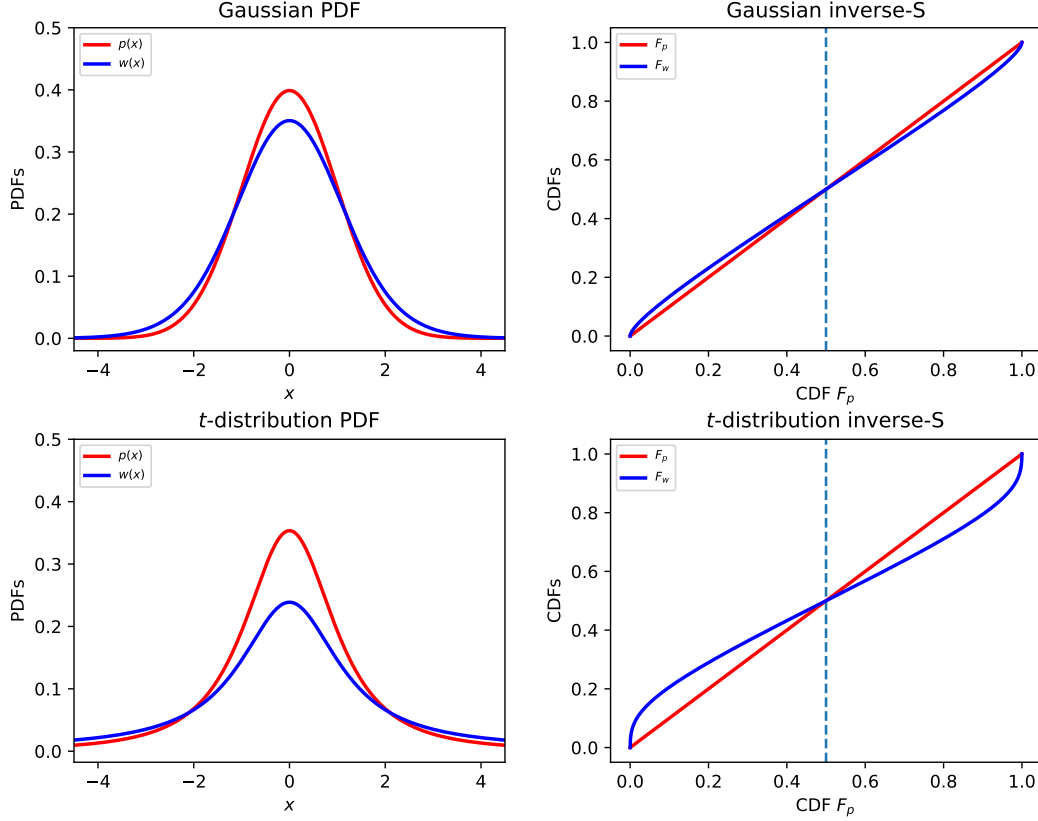 Gaussian PDF
PDFs
0.5
0.4
0.3
0.2
0.1
0.0
p(x)
w(x)
−4 −2 0 2 4
x
Gaussian inverse-S
CDFs
1.0
0.8
0.6
0.4
0.2
0.0
F_p
F_w
0.0 0.2 0.4 0.6 0.8 1.0
CDF F_p
t-distribution PDF
PDFs
0.5
0.4
0.3
0.2
0.1
0.0
p(x)
w(x)
−4 −2 0 2 4
x
t-distribution inverse-S
CDFs
1.0
0.8
0.6
0.4
0.2
0.0
F_p
F_w
0.0 0.2 0.4 0.6 0.8 1.0
CDF F_p